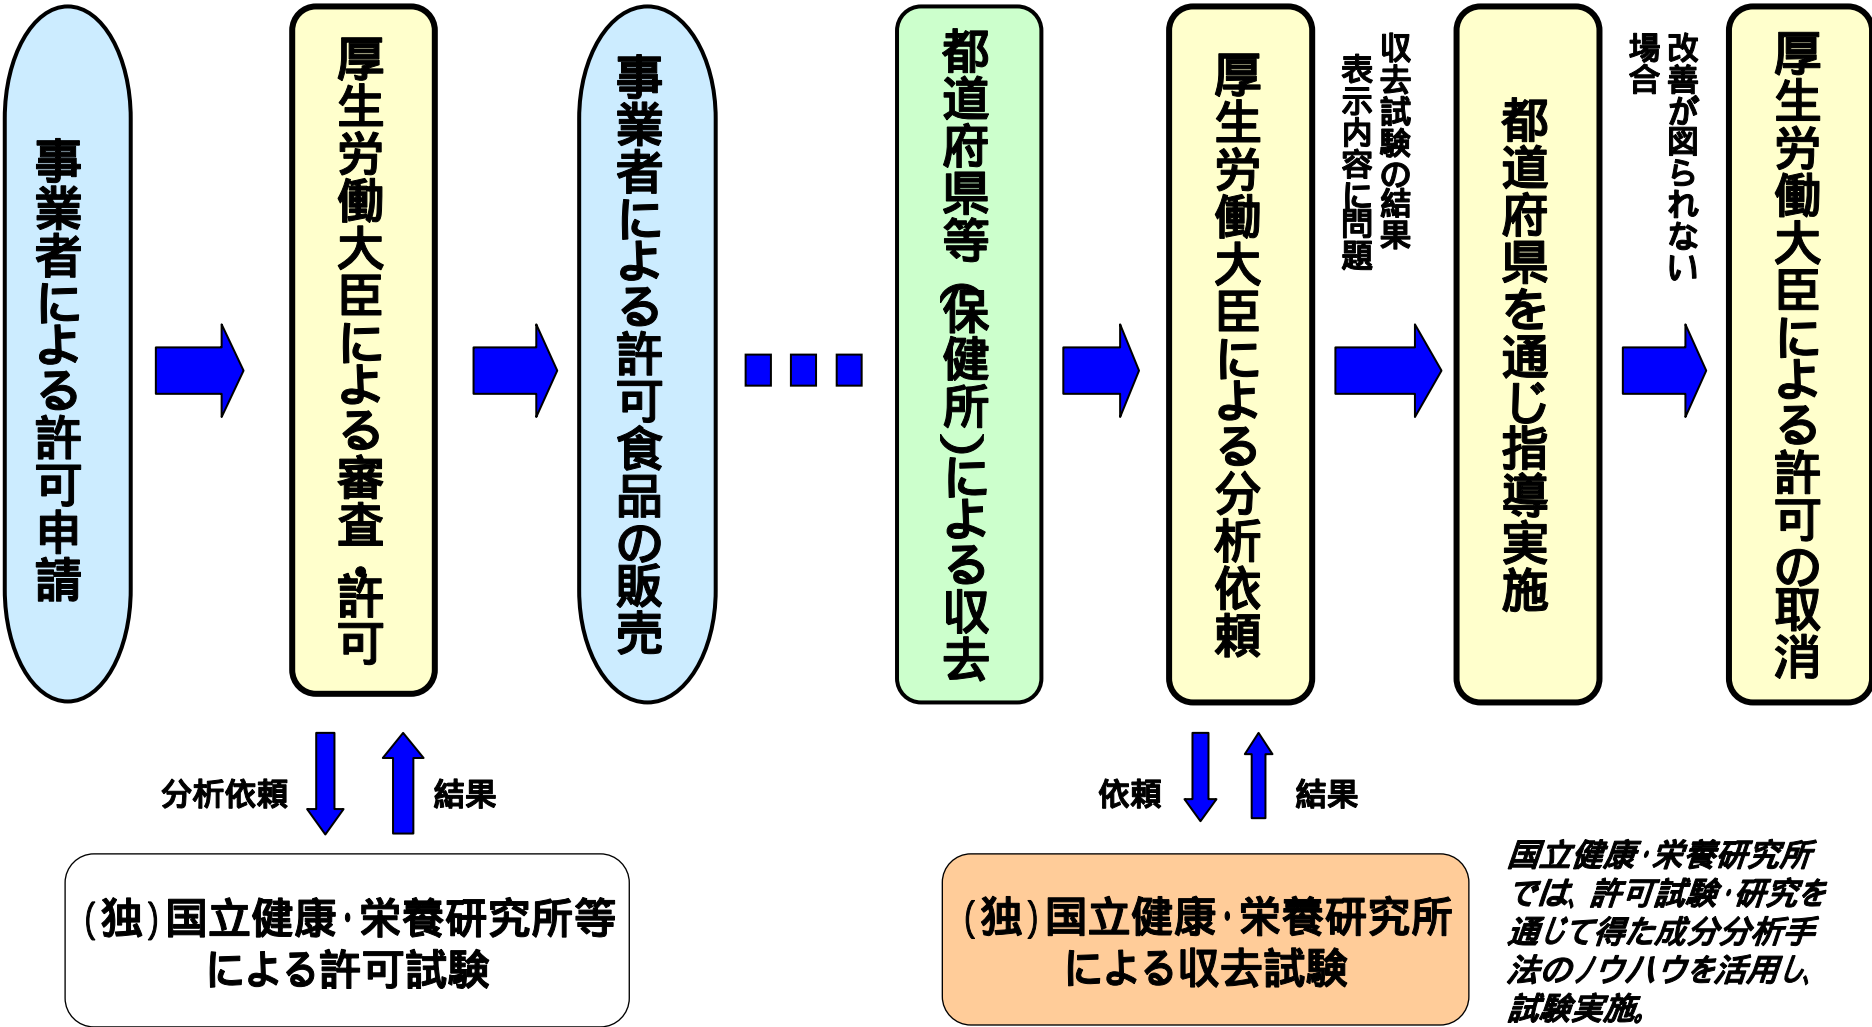 事業者による許可申請
厚生労働大臣による審査・許可
事業者による許可食品の販売
都道府県等（保健所）による収去
厚生労働大臣による分析依頼
収去試験の結果
表示内容に問題
都道府県を通じ指導実施
改善が図られない
場合
厚生労働大臣による許可の取消
分析依頼
結果
依頼
結果
(独)国立健康・栄養研究所等
による許可試験
(独)国立健康・栄養研究所
による収去試験
国立健康・栄養研究所
では、許可試験・研究を
通じて得た成分分析手
法のノウハウを活用し、
試験実施。